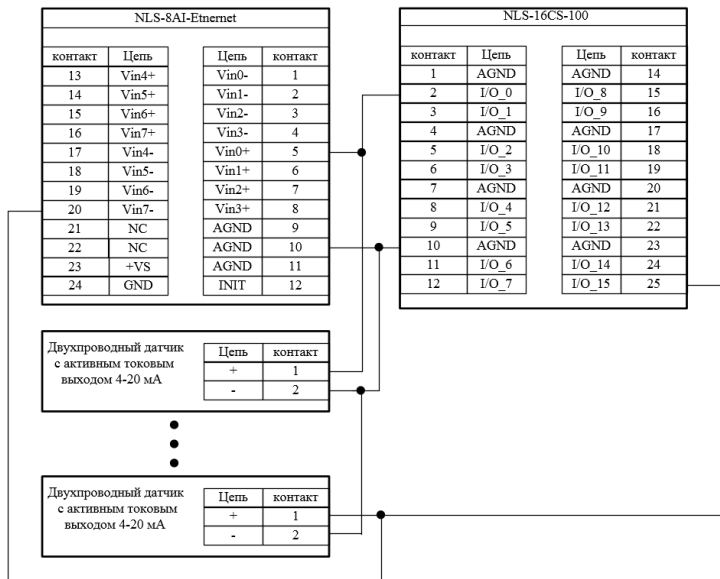 NLS-8AI-Etnernet
контакт Цепь Цепь контакт
13 Vin4+ Vin0- 1
14 Vin5+ Vin1- 2
15 Vin6+ Vin2- 3
16 Vin7+ Vin3- 4
17 Vin4- Vin0+ 5
18 Vin5- Vin1+ 6
19 Vin6- Vin2+ 7
20 Vin7- Vin3+ 8
21 NC AGND 9
22 NC AGND 10
23 +VS AGND 11
24 GND INIT 12
NLS-16CS-100
контакт Цепь Цепь контакт
1 AGND AGND 14
2 I/O_0 I/O_8 15
3 I/O_1 I/O_9 16
4 AGND AGND 17
5 I/O_2 I/O_10 18
6 I/O_3 I/O_11 19
7 AGND AGND 20
8 I/O_4 I/O_12 21
9 I/O_5 I/O_13 22
10 AGND AGND 23
11 I/O_6 I/O_14 24
12 I/O_7 I/O_15 25
Двухпроводный датчик
с активным токовым
выходом 4-20 мА
Цепь контакт
+ 1
- 2
Двухпроводный датчик
с активным токовым
выходом 4-20 мА
Цепь контакт
+ 1
- 2